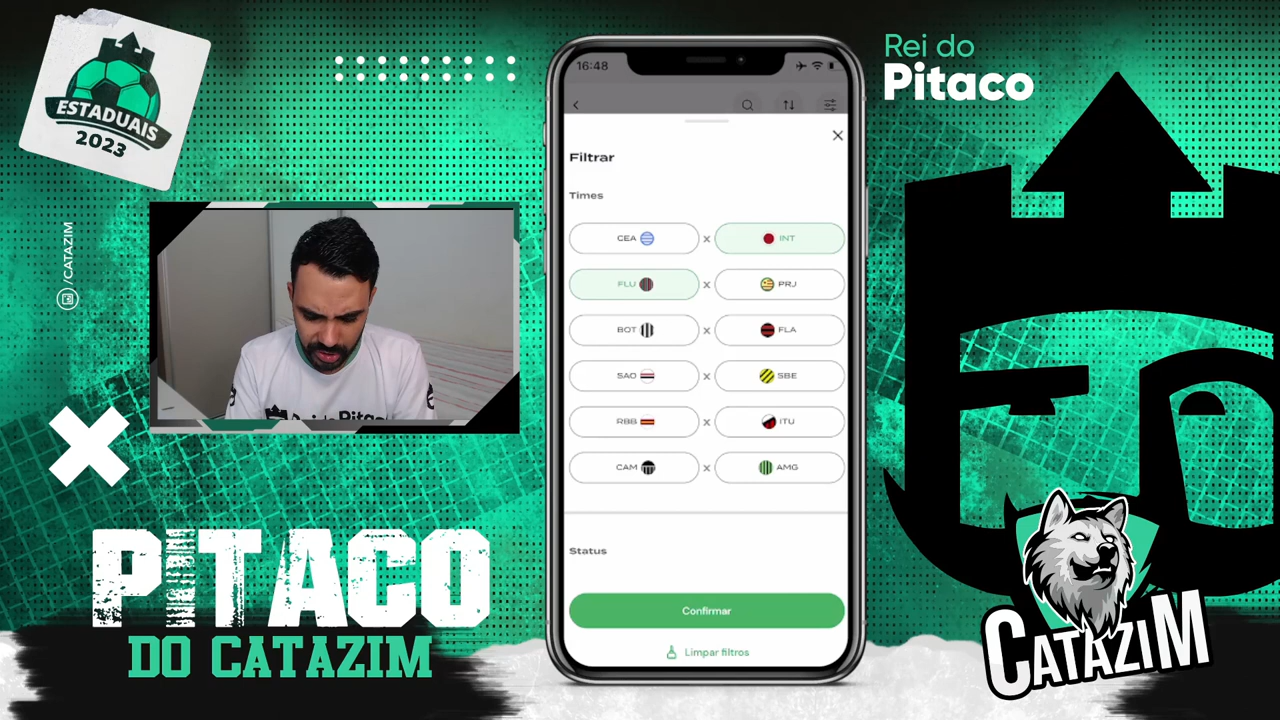 ESTADUAIS
2023
/CATAZIM
PITACO
DO CATAZIM
16:48
Filtrar
Times
CEA x INT
FLU x PRJ
BOT x FLA
SAO x SBE
RBB x ITU
CAM x AMG
Status
Confirmar
Limpar filtros
Rei do
Pitaco
CATAZIM